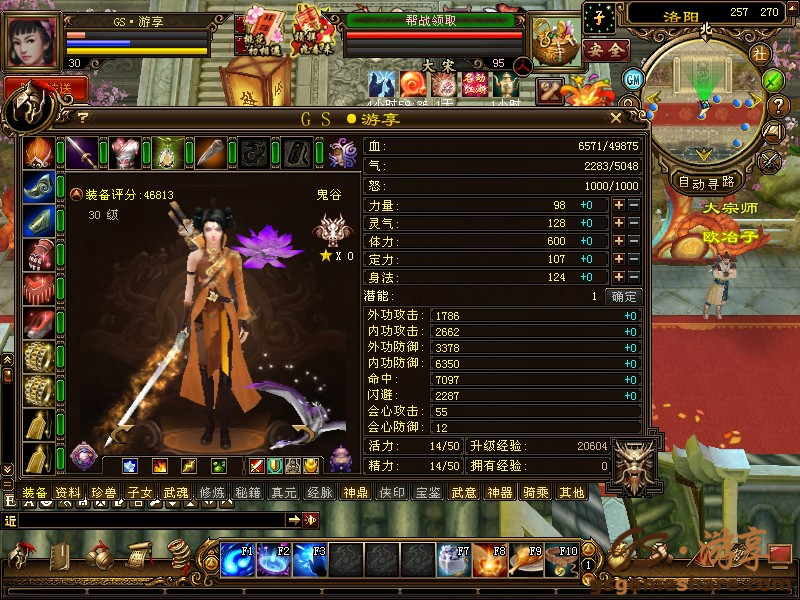 GS·游享
30
帮战领取
大宋
95
安全
子
洛阳
257 270
北
社
GM
自动寻路
大宗师
欧冶子
GS ●游享
装备评分:46813
30 级
鬼谷
X 0
血: 6571/49875
气: 2283/5048
怒: 1000/1000
力量: 98 +0
灵气: 128 +0
体力: 600 +0
定力: 107 +0
身法: 124 +0
潜能: 1 确定
外功攻击: 1786 +0
内功攻击: 2662 +0
外功防御: 3378 +0
内功防御: 6350 +0
命中: 7097 +0
闪避: 2287 +0
会心攻击: 55
会心防御: 12
活力: 14/50 升级经验: 20604
精力: 14/50 拥有经验: 0
装备 资料 珍兽 子女 武魂 修炼 秘籍 真元 经脉 神鼎 侠印 宝鉴 武意 神器 骑乘 其他
近
F1 F2 F3 F7 F8 F9 F10
1
游享